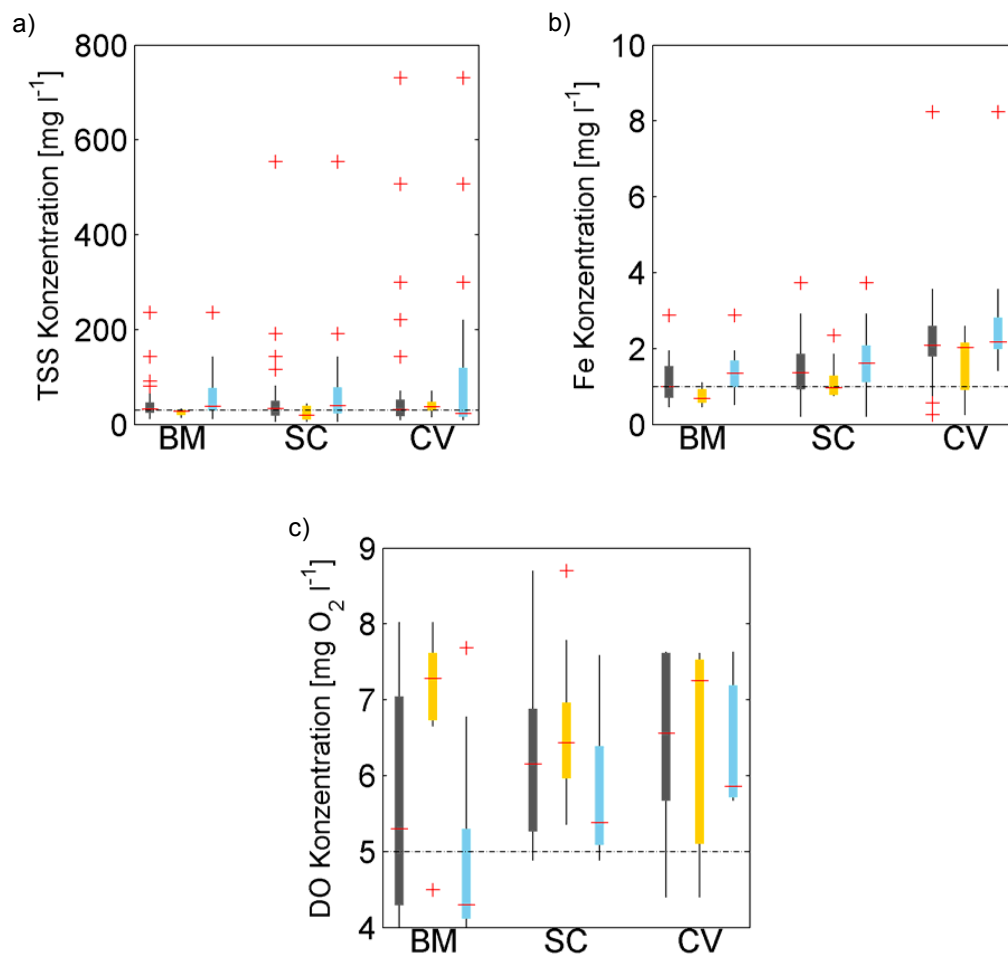 a)
TSS Konzentration [mg l⁻¹]
800
600
400
200
0
BM SC CV
b)
Fe Konzentration [mg l⁻¹]
10
8
6
4
2
0
BM SC CV
c)
DO Konzentration [mg O₂ l⁻¹]
9
8
7
6
5
4
BM SC CV